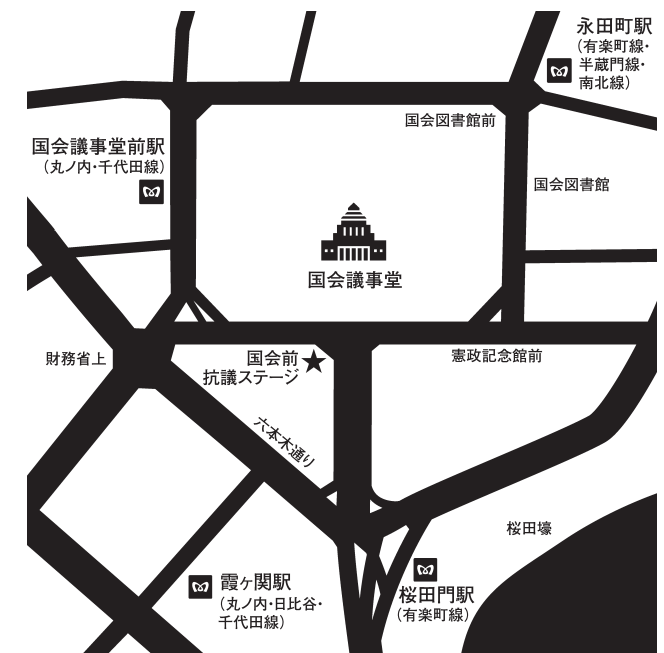 永田町駅
（有楽町線・
半蔵門線・
南北線）
国会図書館前
国会議事堂前駅
（丸ノ内・千代田線）
国会図書館
国会議事堂
財務省上
国会前
抗議ステージ
憲政記念館前
六本木通り
桜田壕
霞ヶ関駅
（丸ノ内・日比谷・
千代田線）
桜田門駅
（有楽町線）